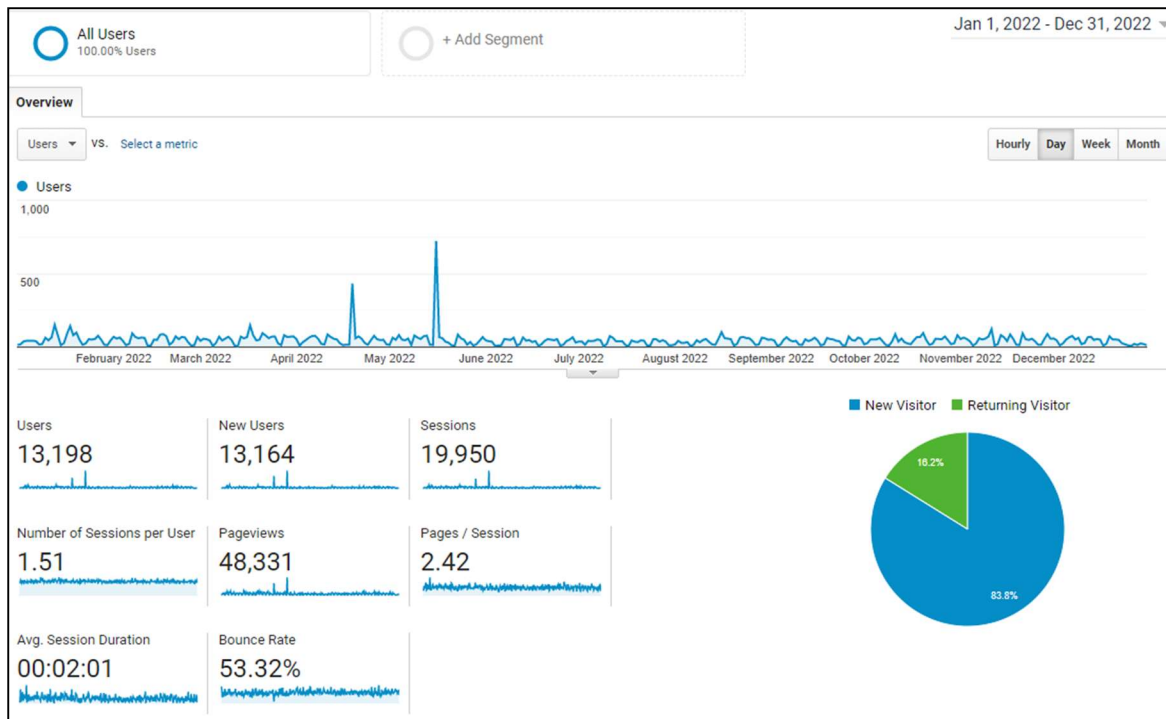 All Users
100.00% Users
+ Add Segment
Jan 1, 2022 - Dec 31, 2022
Overview
Users VS. Select a metric
Hourly Day Week Month
Users
1,000
500
February 2022 March 2022 April 2022 May 2022 June 2022 July 2022 August 2022 September 2022 October 2022 November 2022 December 2022
New Visitor Returning Visitor
Users New Users Sessions
13,198 13,164 19,950
Number of Sessions per User Pageviews Pages / Session
1.51 48,331 2.42
Avg. Session Duration Bounce Rate
00:02:01 53.32%
16.2%
83.8%